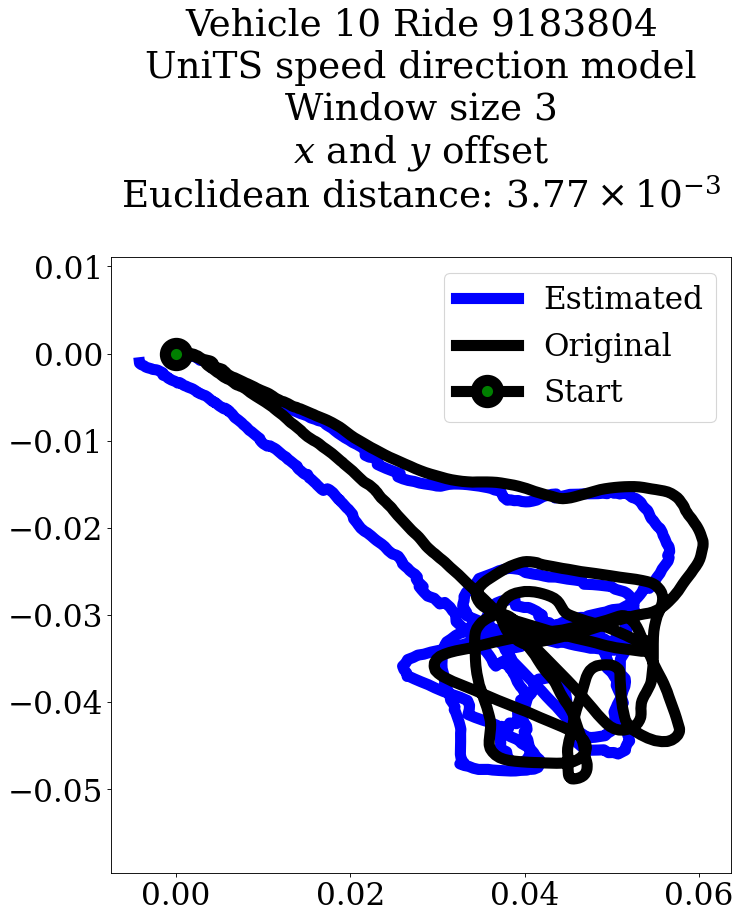 Vehicle 10 Ride 9183804
UniTS speed direction model
Window size 3
x and y offset
Euclidean distance: 3.77 × 10⁻³
0.01
0.00
−0.01
−0.02
−0.03
−0.04
−0.05
Estimated
Original
Start
0.00 0.02 0.04 0.06